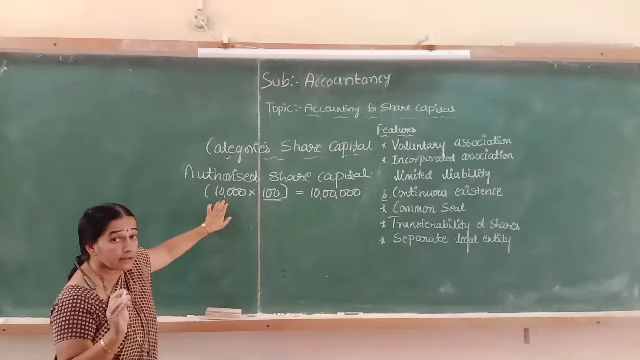 Sub:- Accountancy
Topic:- Accounting for Share Capital
Categories Share Capital
Authorised Share Capital
(10,000 × 100) = 10,00,000
Features
* Voluntary association
* Incorporated association
limited liability
* Continuous existence
* Common Seal
* Transferability of Shares
* Separate legal entity